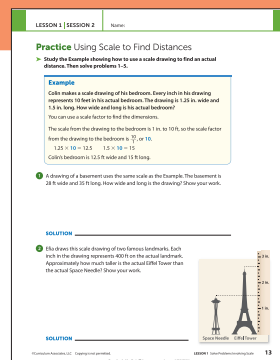 LESSON 1 | SESSION 2
Name:
Practice Using Scale to Find Distances
➤ Study the Example showing how to use a scale drawing to find an actual
distance. Then solve problems 1–5.
Example
Colin makes a scale drawing of his bedroom. Every inch in his drawing
represents 10 feet in his actual bedroom. The drawing is 1.25 in. wide and
1.5 in. long. How wide and long is his actual bedroom?
You can use a scale factor to find the dimensions.
The scale from the drawing to the bedroom is 1 in. to 10 ft, so the scale factor
from the drawing to the bedroom is 10/1, or 10.
1.25 × 10 = 12.5 1.5 × 10 = 15
Colin's bedroom is 12.5 ft wide and 15 ft long.
1 A drawing of a basement uses the same scale as the Example. The basement is
28 ft wide and 35 ft long. How wide and long is the drawing? Show your work.
SOLUTION
2 Efia draws this scale drawing of two famous landmarks. Each
inch in the drawing represents 400 ft on the actual landmark.
Approximately how much taller is the actual Eiffel Tower than
the actual Space Needle? Show your work.
3 in.
2 in.
1 in.
Space Needle Eiffel Tower
SOLUTION
©Curriculum Associates, LLC Copying is not permitted.
LESSON 1 Solve Problems Involving Scale
13